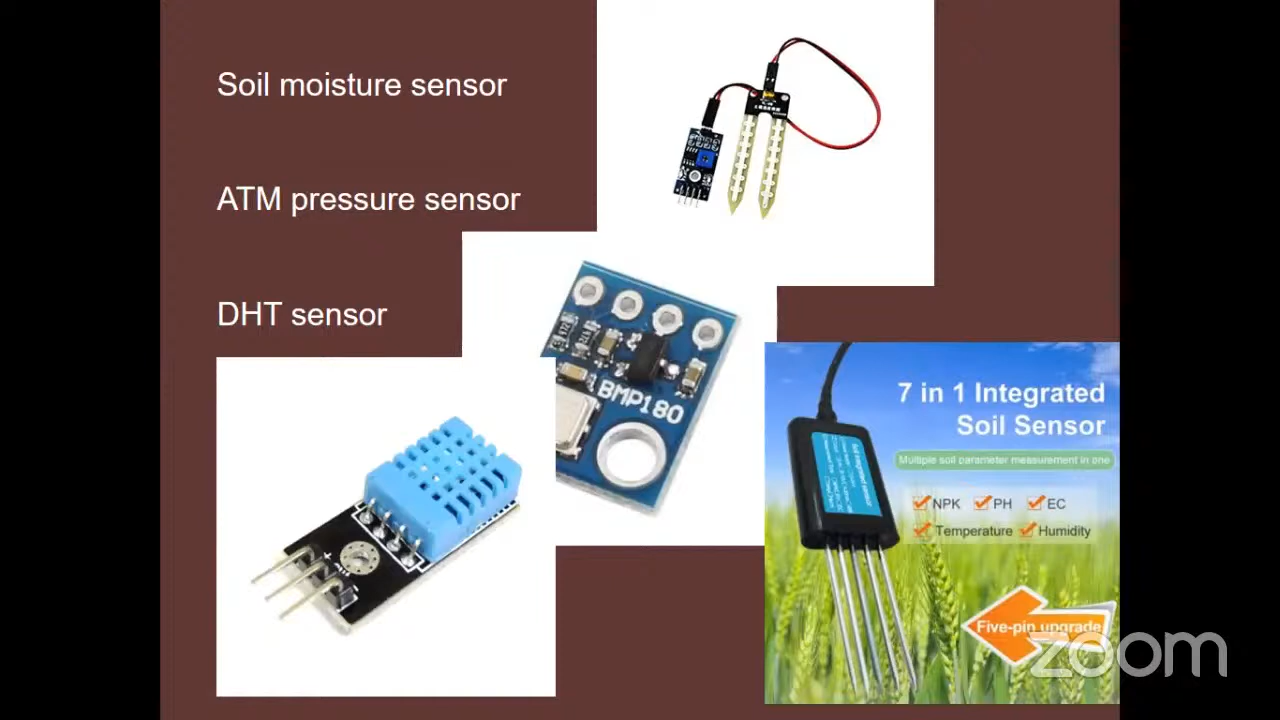 Soil moisture sensor
ATM pressure sensor
DHT sensor
BMP180
7 in 1 Integrated
Soil Sensor
Multiple soil parameter measurement in one
NPK PH EC
Temperature Humidity
Five-pin upgrade
zoom